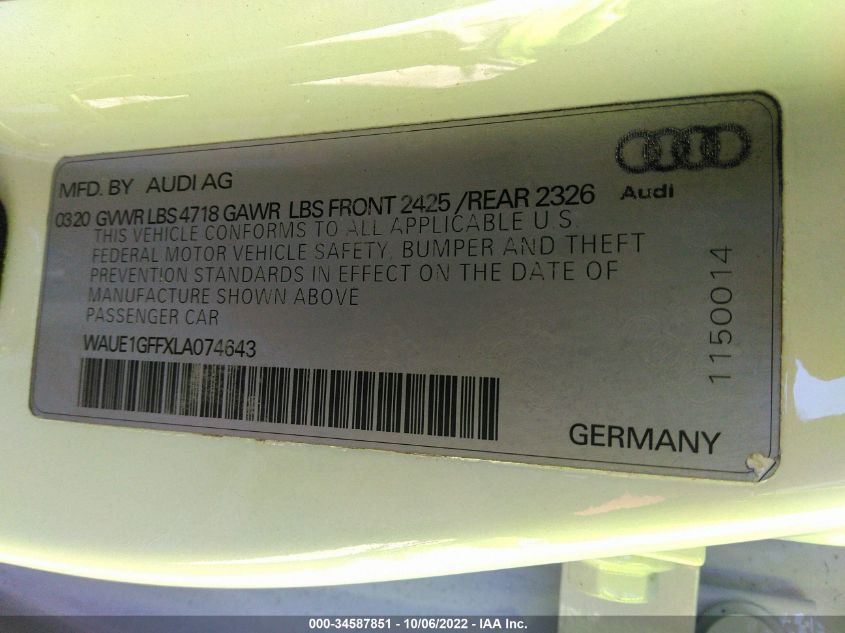 MFD. BY AUDI AG
Audi
0320 GVWR LBS 4718 GAWR LBS FRONT 2425 /REAR 2326
THIS VEHICLE CONFORMS TO ALL APPLICABLE U.S.
FEDERAL MOTOR VEHICLE SAFETY, BUMPER AND THEFT
PREVENTION STANDARDS IN EFFECT ON THE DATE OF
MANUFACTURE SHOWN ABOVE
PASSENGER CAR
WAUE1GFFXLA074643
1150014
GERMANY
000-34587851 - 10/06/2022 - IAA Inc.